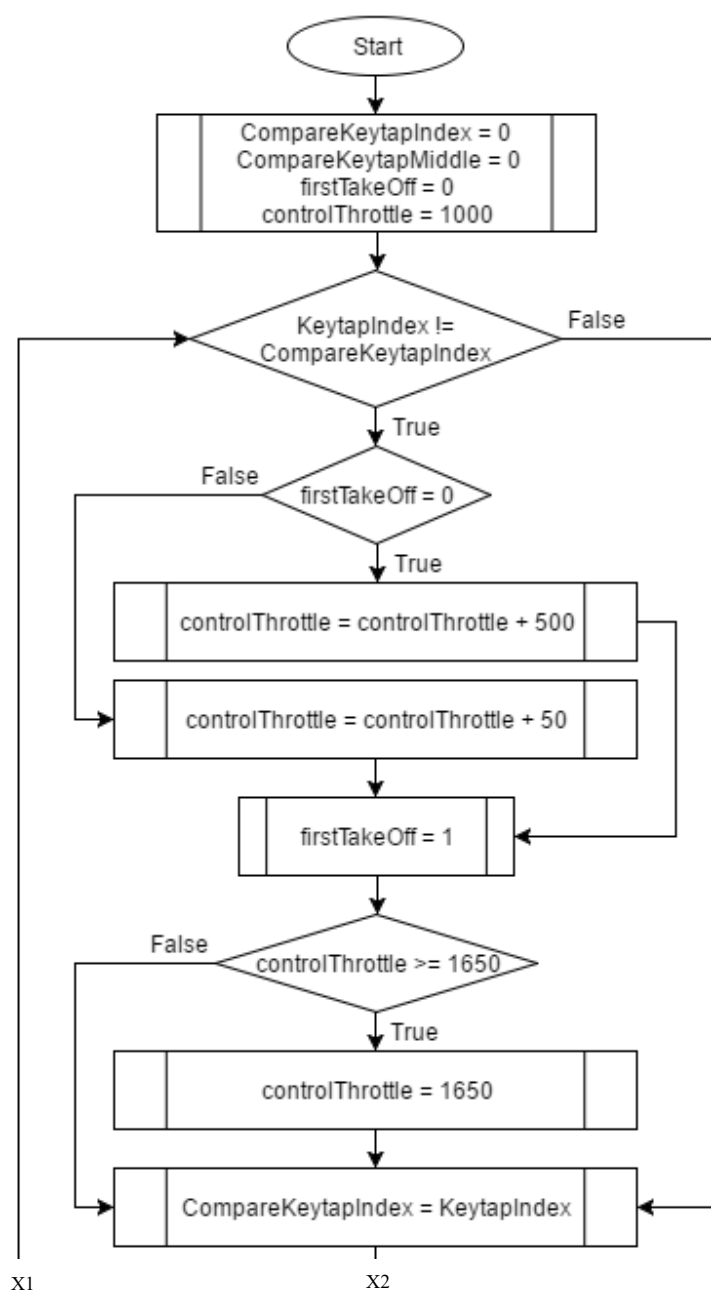 Start
CompareKeytapIndex = 0
CompareKeytapMiddle = 0
firstTakeOff = 0
controlThrottle = 1000
KeytapIndex !=
CompareKeytapIndex
False
True
False
firstTakeOff = 0
True
controlThrottle = controlThrottle + 500
controlThrottle = controlThrottle + 50
firstTakeOff = 1
False
controlThrottle >= 1650
True
controlThrottle = 1650
CompareKeytapIndex = KeytapIndex
X1
X2